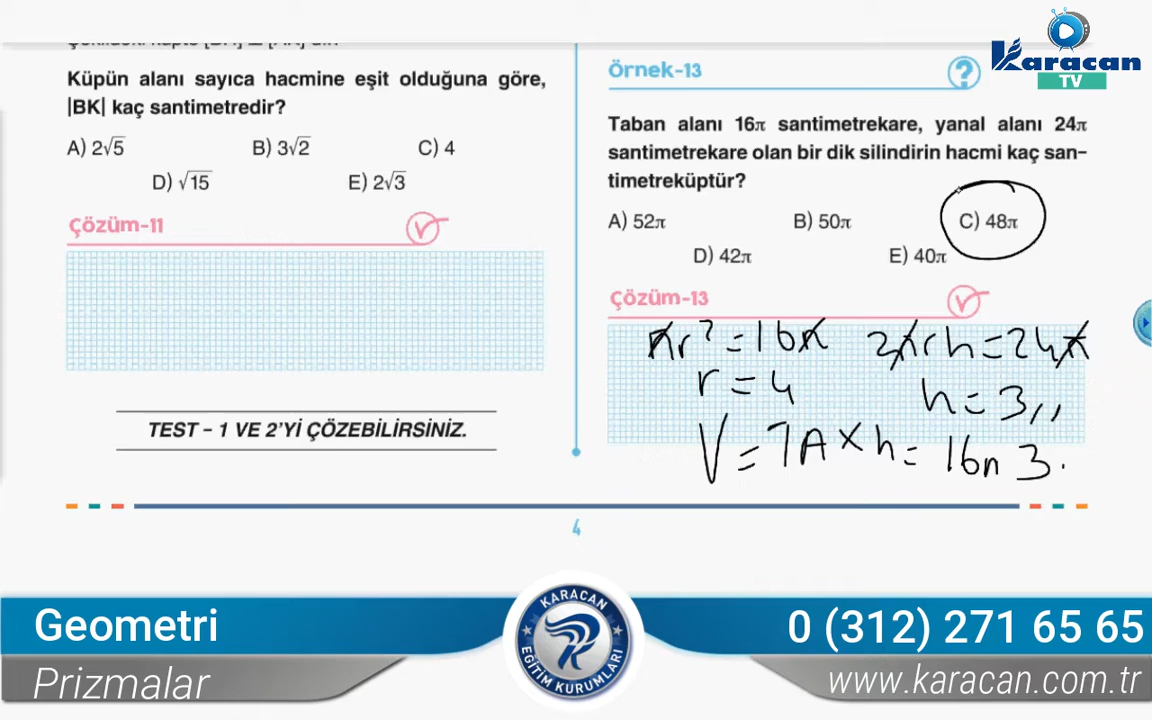 Karacan
TV
Küpün alanı sayıca hacmine eşit olduğuna göre,
|BK| kaç santimetredir?
A) 2√5 B) 3√2 C) 4
D) √15 E) 2√3
Çözüm-11
TEST – 1 VE 2'Yİ ÇÖZEBİLİRSİNİZ.
Örnek-13
?
Taban alanı 16π santimetrekare, yanal alanı 24π
santimetrekare olan bir dik silindirin hacmi kaç san-
timetreküptür?
A) 52π B) 50π C) 48π
D) 42π E) 40π
Çözüm-13
πr² = 16π 2πrh = 24π
r = 4 h = 3,,
V = TA x h = 16π 3.
4
Geometri
Prizmalar
KARACAN
EĞİTİM KURUMLARI
0 (312) 271 65 65
www.karacan.com.tr